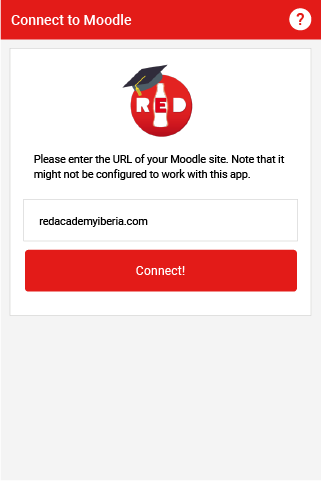 Connect to Moodle
?
RED
Please enter the URL of your Moodle site. Note that it
might not be configured to work with this app.
redacademyiberia.com
Connect!